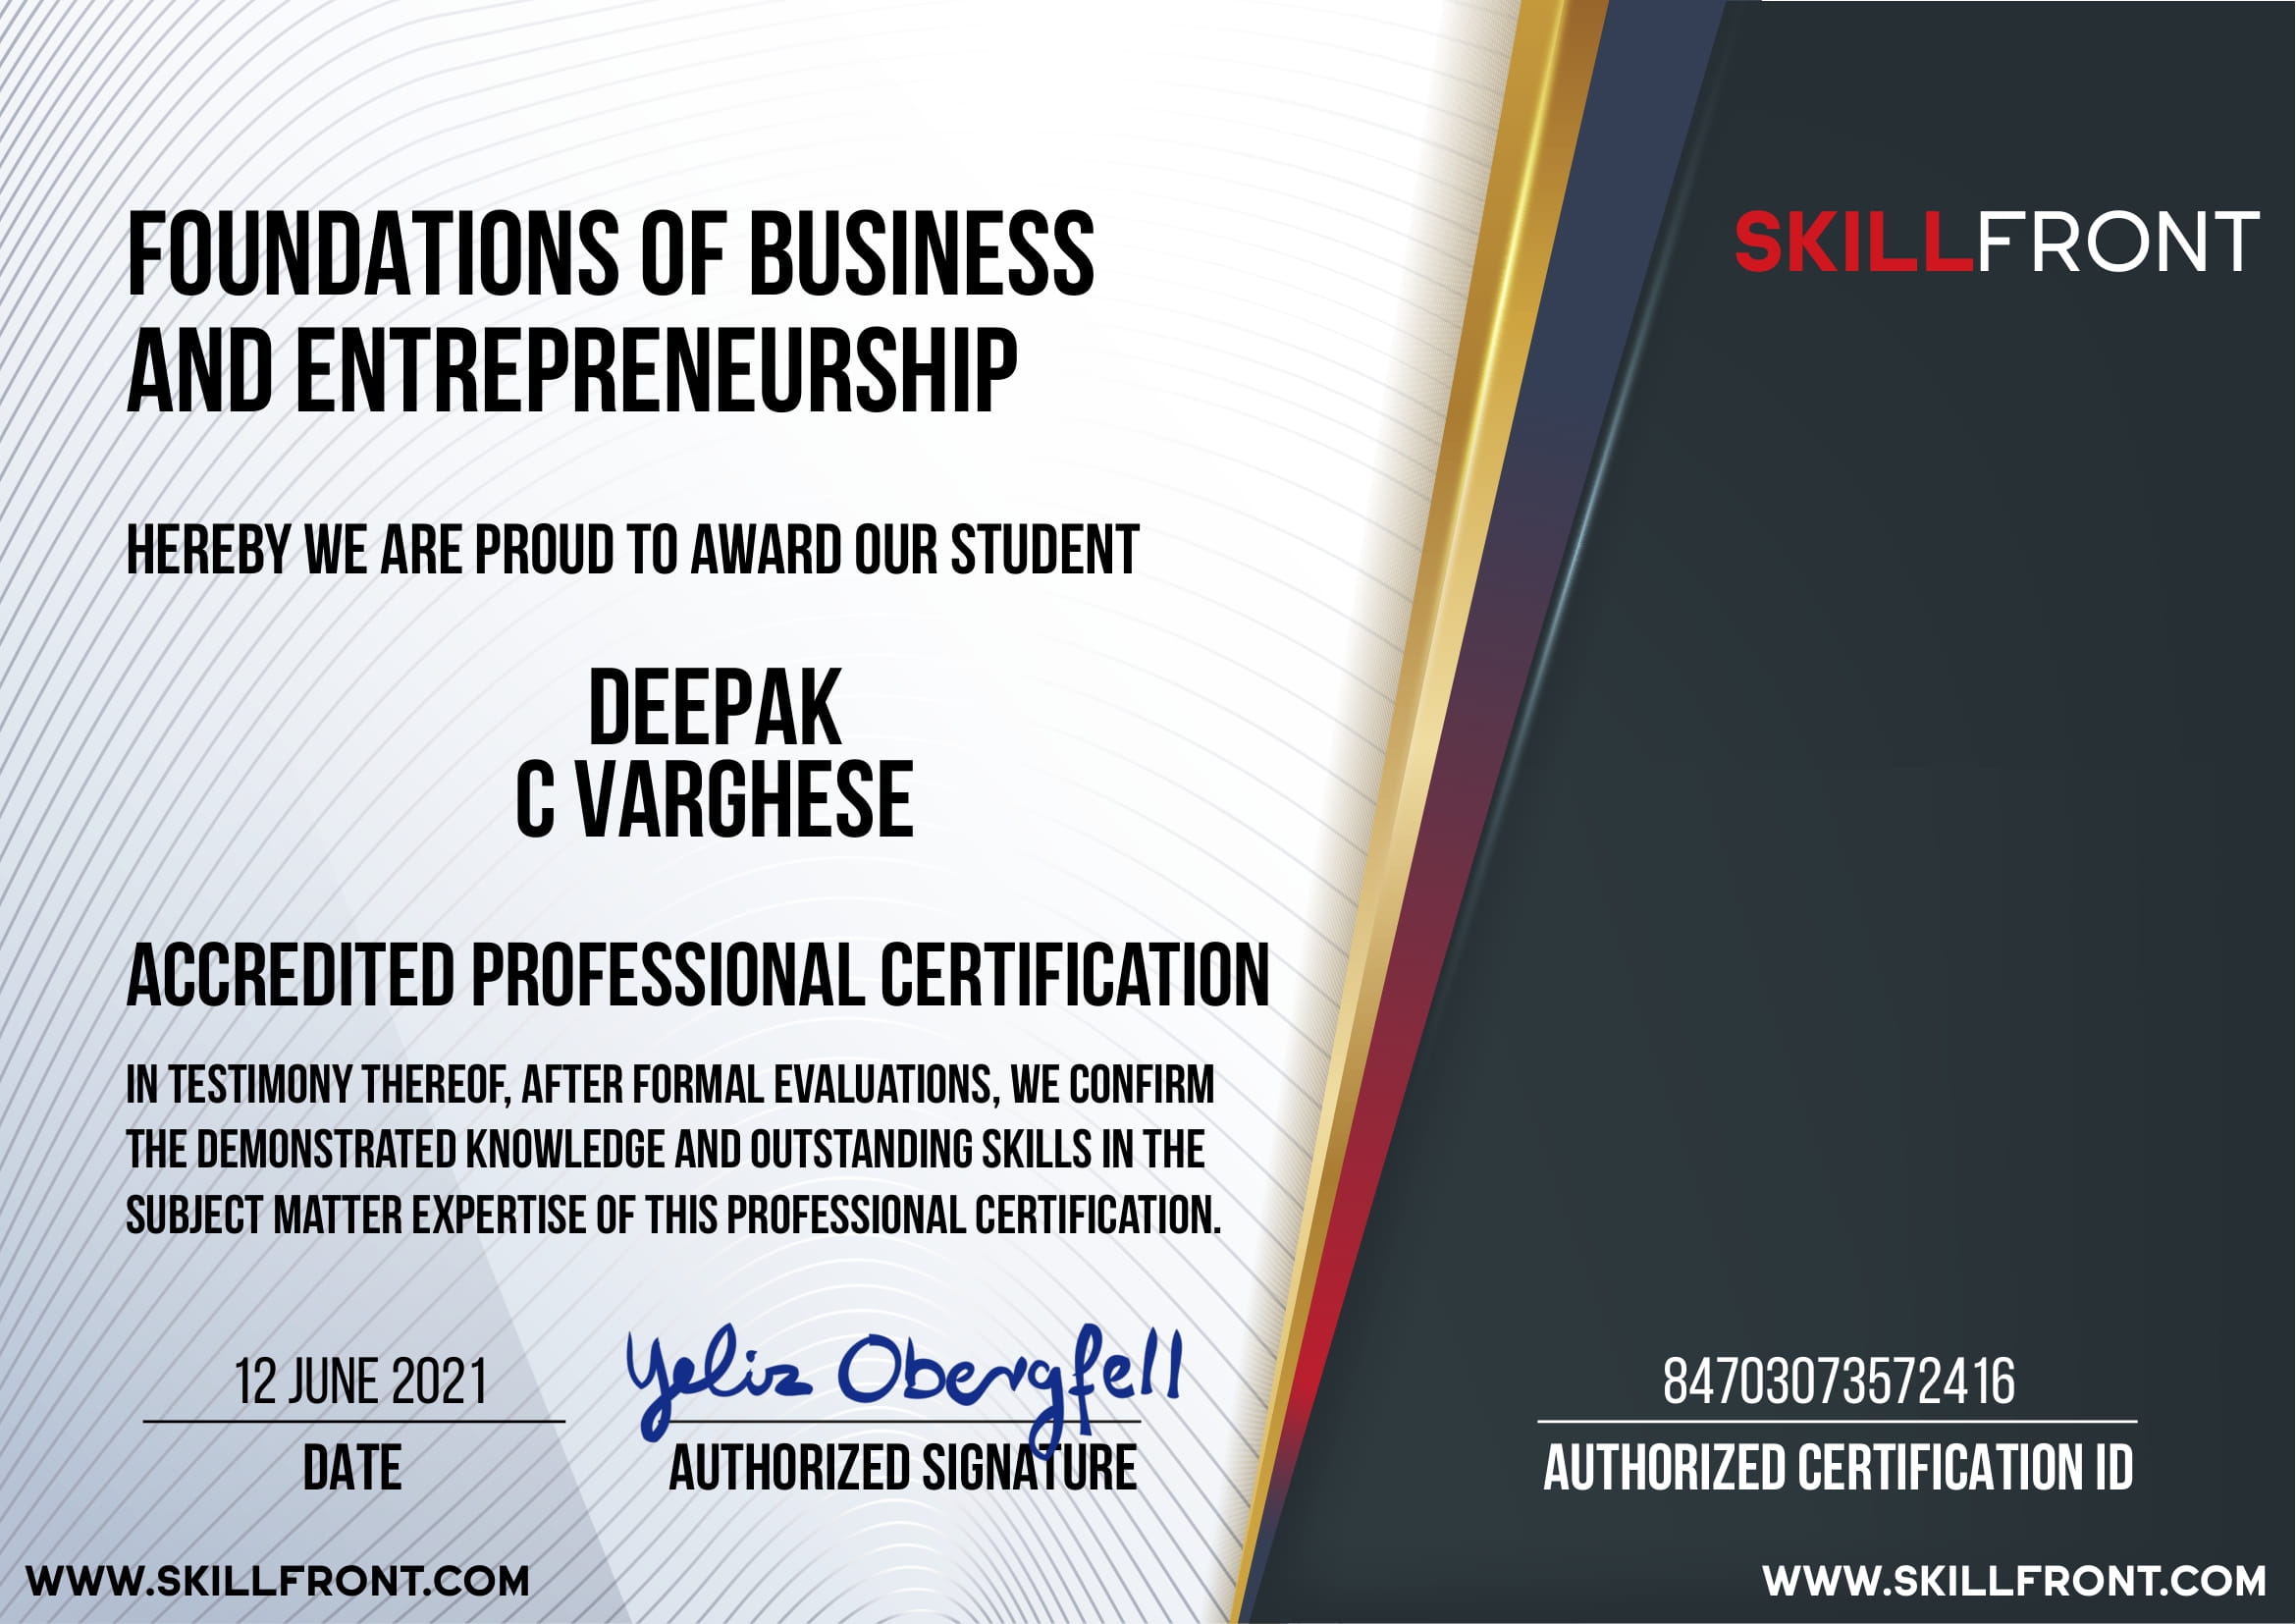 FOUNDATIONS OF BUSINESS
AND ENTREPRENEURSHIP
SKILLFRONT
HEREBY WE ARE PROUD TO AWARD OUR STUDENT
DEEPAK
C VARGHESE
ACCREDITED PROFESSIONAL CERTIFICATION
IN TESTIMONY THEREOF, AFTER FORMAL EVALUATIONS, WE CONFIRM
THE DEMONSTRATED KNOWLEDGE AND OUTSTANDING SKILLS IN THE
SUBJECT MATTER EXPERTISE OF THIS PROFESSIONAL CERTIFICATION.
12 JUNE 2021
DATE
Yeliz Obergfell
AUTHORIZED SIGNATURE
84703073572416
AUTHORIZED CERTIFICATION ID
WWW.SKILLFRONT.COM
WWW.SKILLFRONT.COM